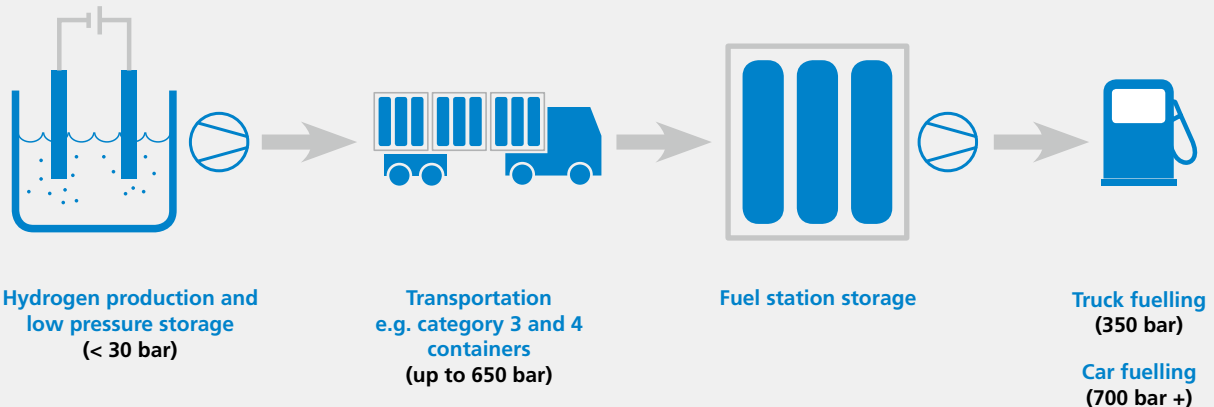 Hydrogen production and
low pressure storage
(< 30 bar)
Transportation
e.g. category 3 and 4
containers
(up to 650 bar)
Fuel station storage
Truck fuelling
(350 bar)
Car fuelling
(700 bar +)